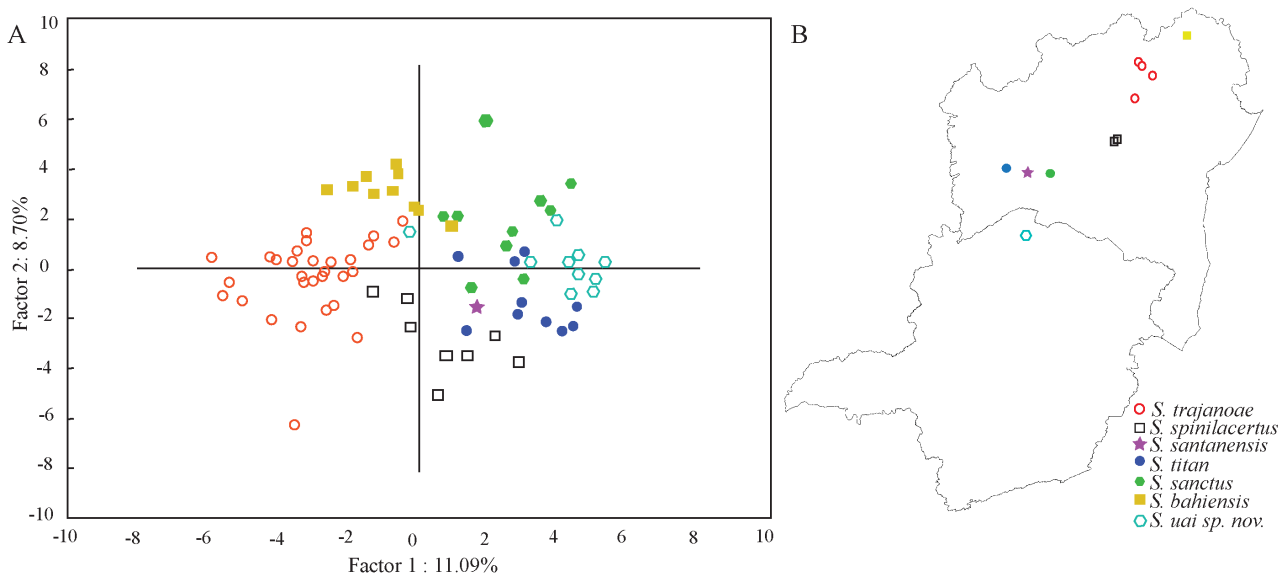 A
B
10
8
6
4
2
0
-2
-4
-6
-8
-10
Factor 2: 8.70%
-10
-8
-6
-4
-2
0
2
4
6
8
10
Factor 1 : 11.09%
S. trajanoae
S. spinilacertus
S. santanensis
S. titan
S. sanctus
S. bahiensis
S. uai sp. nov.